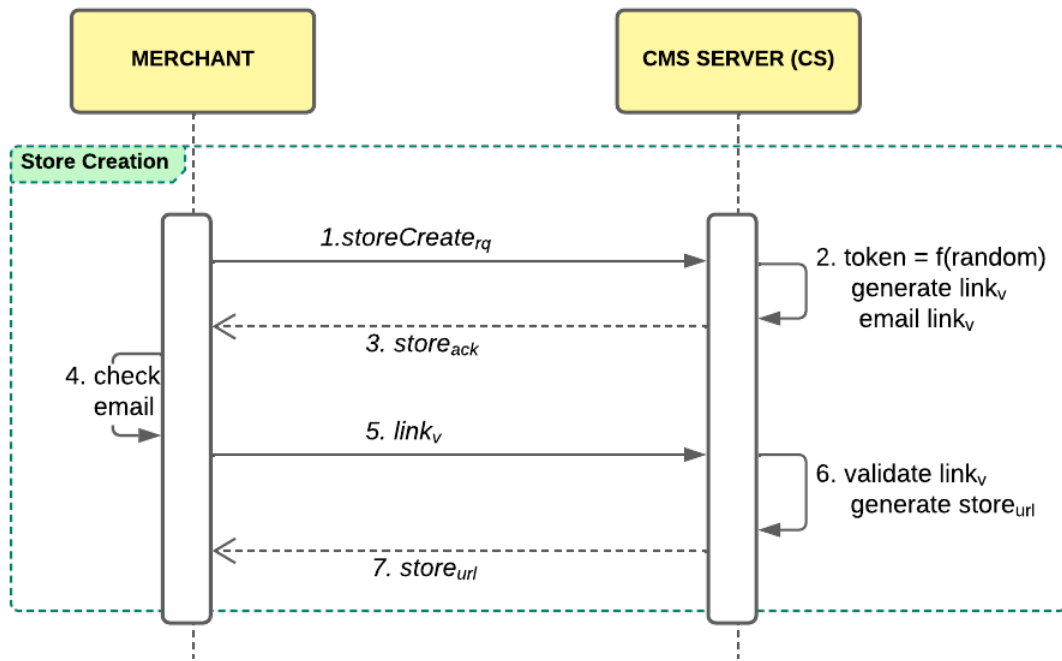 MERCHANT
CMS SERVER (CS)
Store Creation
1.storeCreaterq
2. token = f(random)
generate linkv
email linkv
3. storeack
4. check
email
5. linkv
6. validate linkv
generate storeurl
7. storeurl